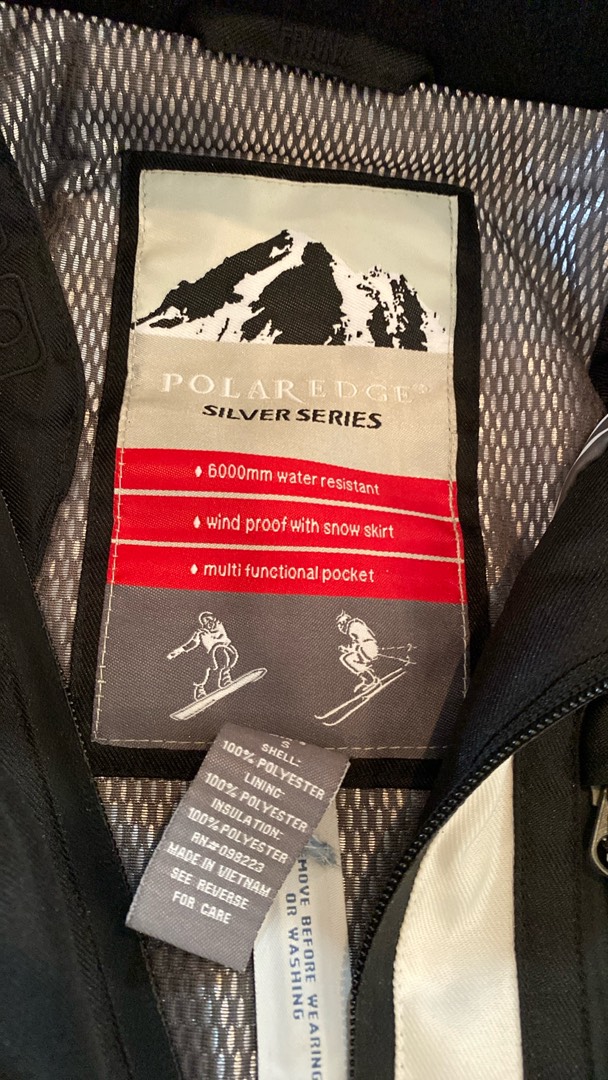 POLAREDGE®
SILVER SERIES
♦ 6000mm water resistant
♦ wind proof with snow skirt
♦ multi functional pocket
S
SHELL:
100% POLYESTER
LINING:
100% POLYESTER
INSULATION:
100% POLYESTER
RN#098223
MADE IN VIETNAM
SEE REVERSE
FOR CARE
MOVE BEFORE WEARING
OR WASHING